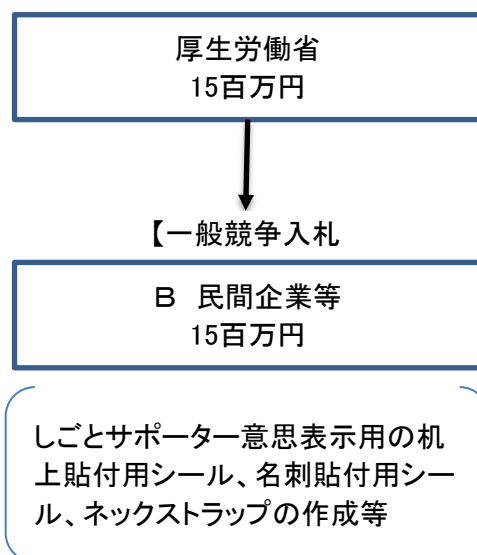 厚生労働省
15百万円
【一般競争入札
B 民間企業等
15百万円
しごとサポーター意思表示用の机
上貼付用シール、名刺貼付用シー
ル、ネックストラップの作成等